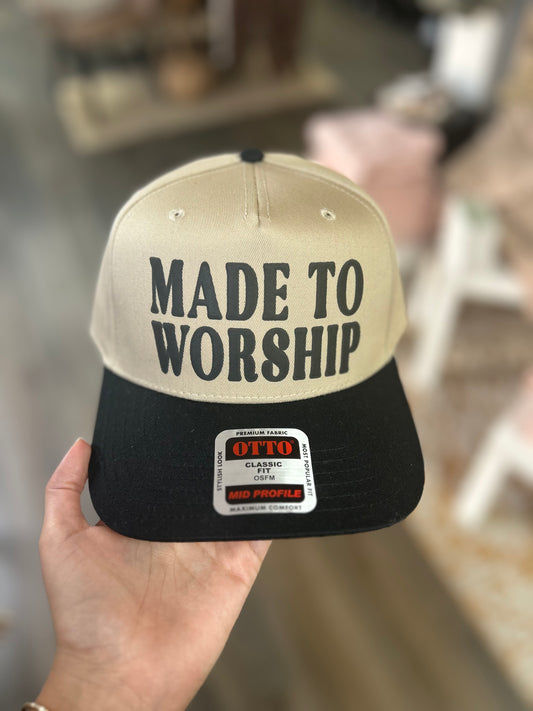 MADE TO
WORSHIP
PREMIUM FABRIC
STYLISH LOOK
OTTO
CLASSIC
FIT
OSFM
MOST POPULAR FIT
MID PROFILE
MAXIMUM COMFORT